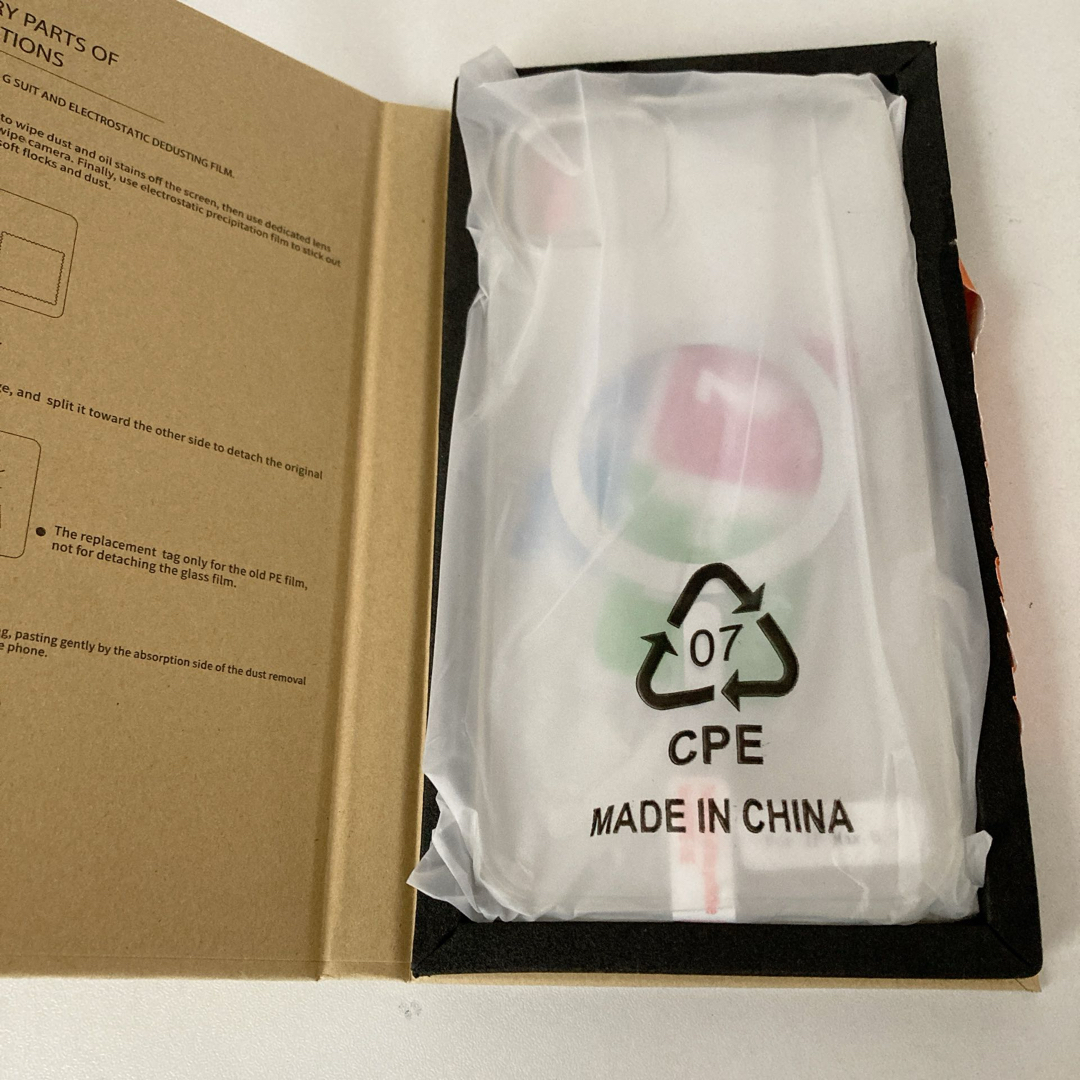 RY PARTS OF
TIONS
G SUIT AND ELECTROSTATIC DEDUSTING FILM.
to wipe dust and oil stains off the screen, then use dedicated lens
wipe camera. Finally, use electrostatic precipitation film to stick out
soft flocks and dust.
ge, and split it toward the other side to detach the original
The replacement tag only for the old PE film,
not for detaching the glass film.
g, pasting gently by the absorption side of the dust removal
e phone.
07
CPE
MADE IN CHINA